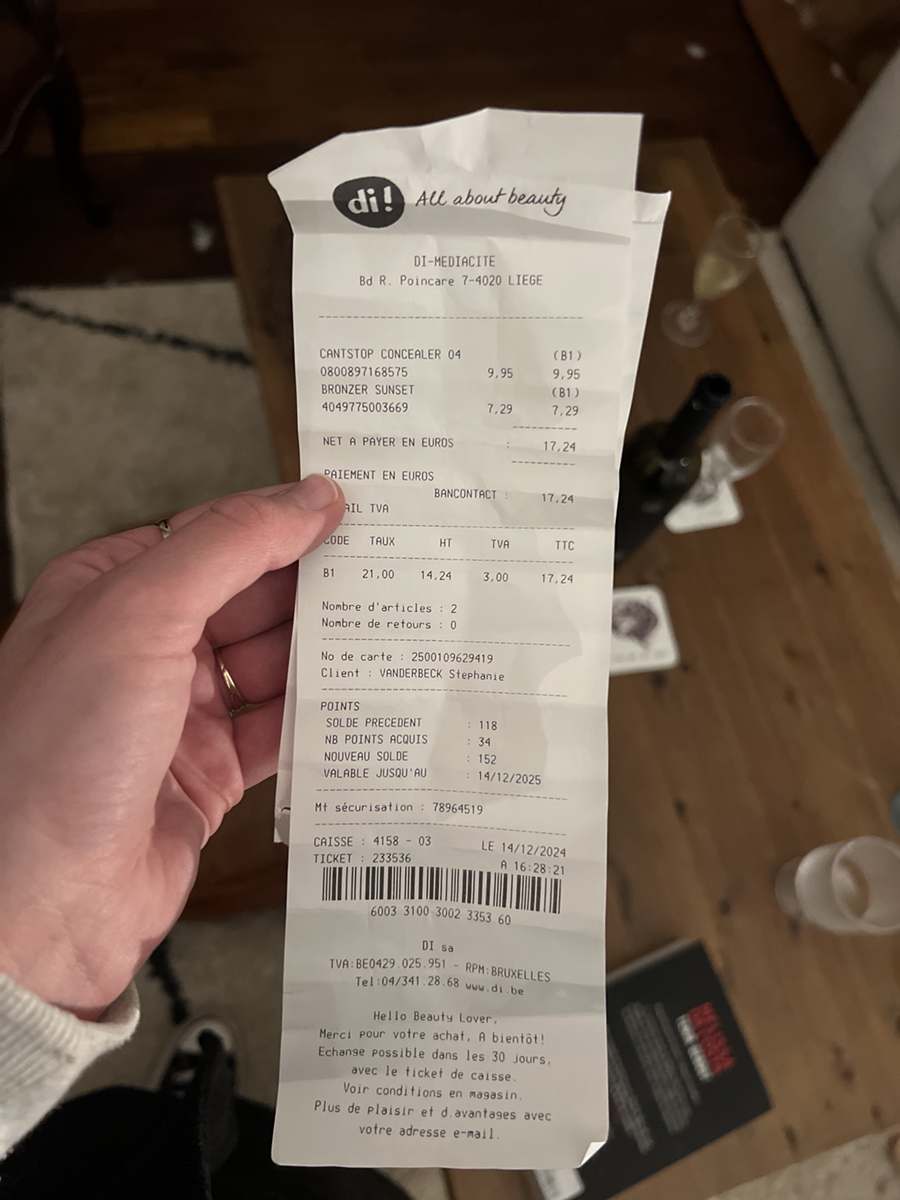 di! All about beauty
DI-MEDIACITE
Bd R. Poincare 7-4020 LIEGE
CANTSTOP CONCEALER 04 (B1)
0800897168575 9,95 9,95
BRONZER SUNSET (B1)
4049775003669 7,29 7,29
NET A PAYER EN EUROS : 17,24
PAIEMENT EN EUROS
BANCONTACT : 17,24
AIL TVA
CODE TAUX HT TVA TTC
B1 21,00 14,24 3,00 17,24
Nombre d'articles : 2
Nombre de retours : 0
No de carte : 2500109629419
Client : VANDERBECK Stephanie
POINTS
SOLDE PRECEDENT : 118
NB POINTS ACQUIS : 34
NOUVEAU SOLDE : 152
VALABLE JUSQU'AU : 14/12/2025
Mt sécurisation : 78964519
CAISSE : 4158 - 03 LE 14/12/2024
TICKET : 233536 A 16:28:21
6003 3100 3002 3353 60
DI sa
TVA:BE0429.025.951 - RPM:BRUXELLES
Tel:04/341.28.68 www.di.be
Hello Beauty Lover,
Merci pour votre achat, A bientôt!
Echange possible dans les 30 jours,
avec le ticket de caisse.
Voir conditions en magasin.
Plus de plaisir et d.avantages avec
votre adresse e-mail.